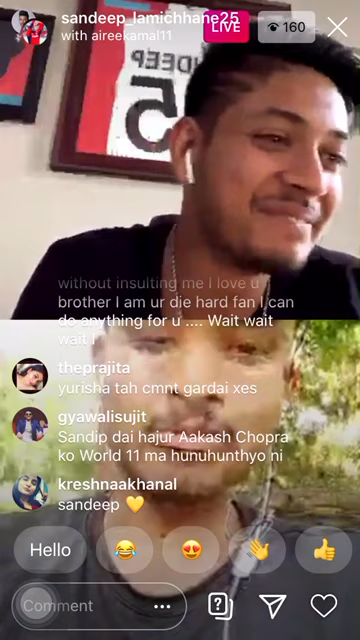 sandeep_lamichhane25
with aireekamal11
LIVE
160
SANDEEP
25
without insulting me I love u
brother I am ur die hard fan I can
do anything for u .... Wait wait
wait I
theprajita
yurisha tah cmnt gardai xes
gyawalisujit
Sandip dai hajur Aakash Chopra
ko World 11 ma hunuhunthyo ni
kreshnaakhanal
sandeep 💛
Hello
😂
😍
👋
👍
Comment